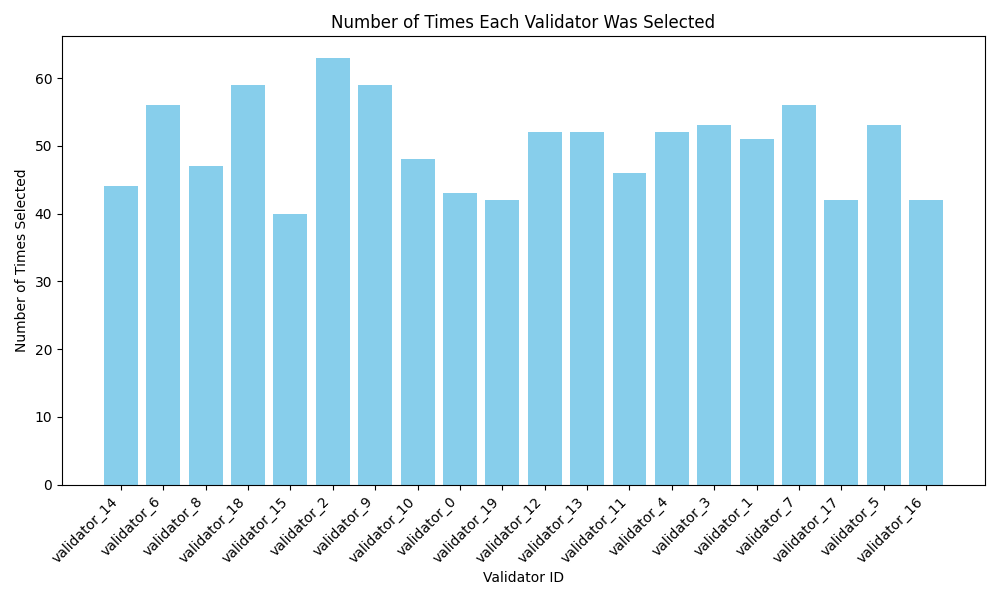 Number of Times Each Validator Was Selected
Number of Times Selected
60
50
40
30
20
10
0
validator_14
validator_6
validator_8
validator_18
validator_15
validator_2
validator_9
validator_10
validator_0
validator_19
validator_12
validator_13
validator_11
validator_4
validator_3
validator_1
validator_7
validator_17
validator_5
validator_16
Validator ID